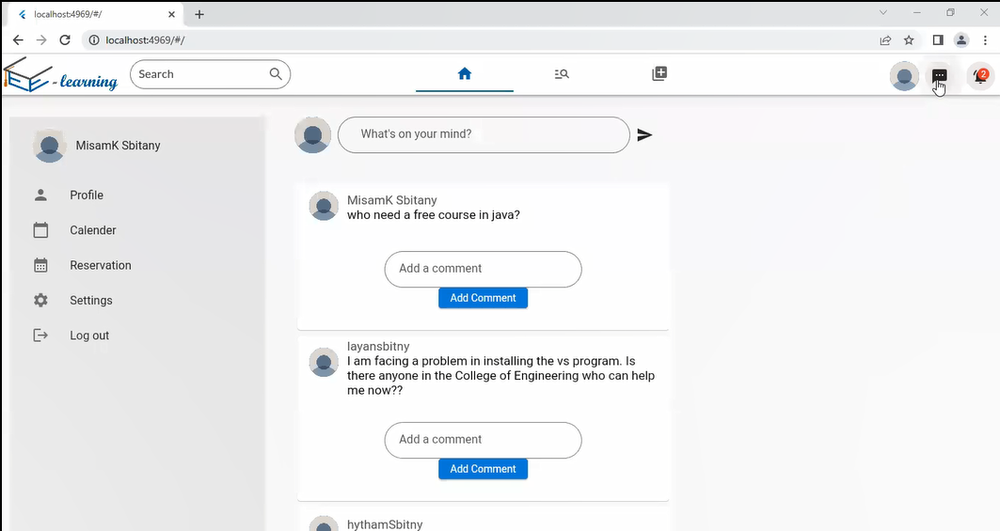 localhost:4969/#/
localhost:4969/#/
E-learning
Search
2
MisamK Sbitany
Profile
Calender
Reservation
Settings
Log out
What's on your mind?
MisamK Sbitany
who need a free course in java?
Add a comment
Add Comment
layansbitny
I am facing a problem in installing the vs program. Is
there anyone in the College of Engineering who can help
me now??
Add a comment
Add Comment
hythamSbitny